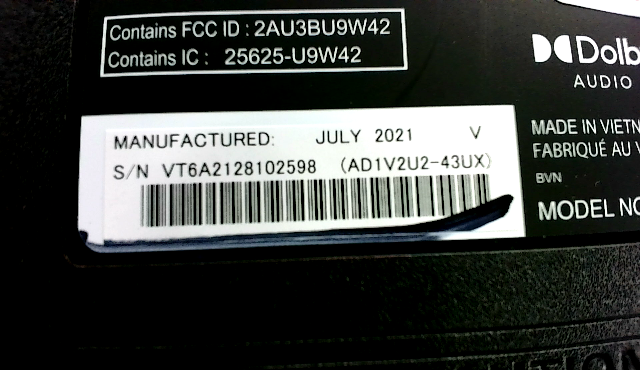 Contains FCC ID : 2AU3BU9W42
Contains IC : 25625-U9W42
Dolb
AUDIO
MANUFACTURED: JULY 2021 V
S/N VT6A2128102598 (AD1V2U2-43UX)
MADE IN VIETN
FABRIQUÉ AU V
BVN
MODEL NO